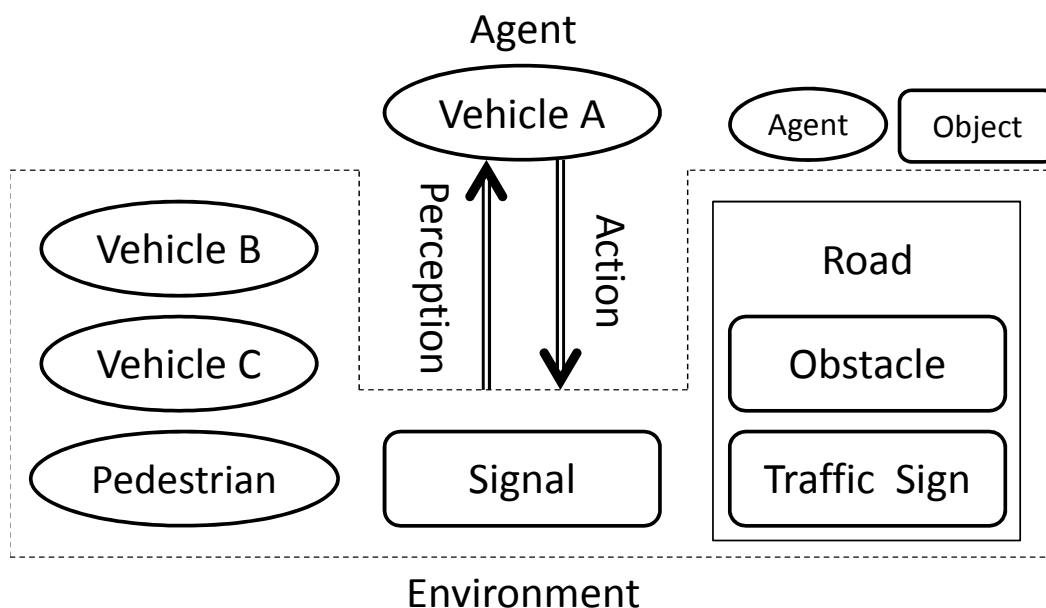 Agent
Vehicle A
Agent
Object
Perception
Action
Vehicle B
Vehicle C
Pedestrian
Signal
Road
Obstacle
Traffic Sign
Environment